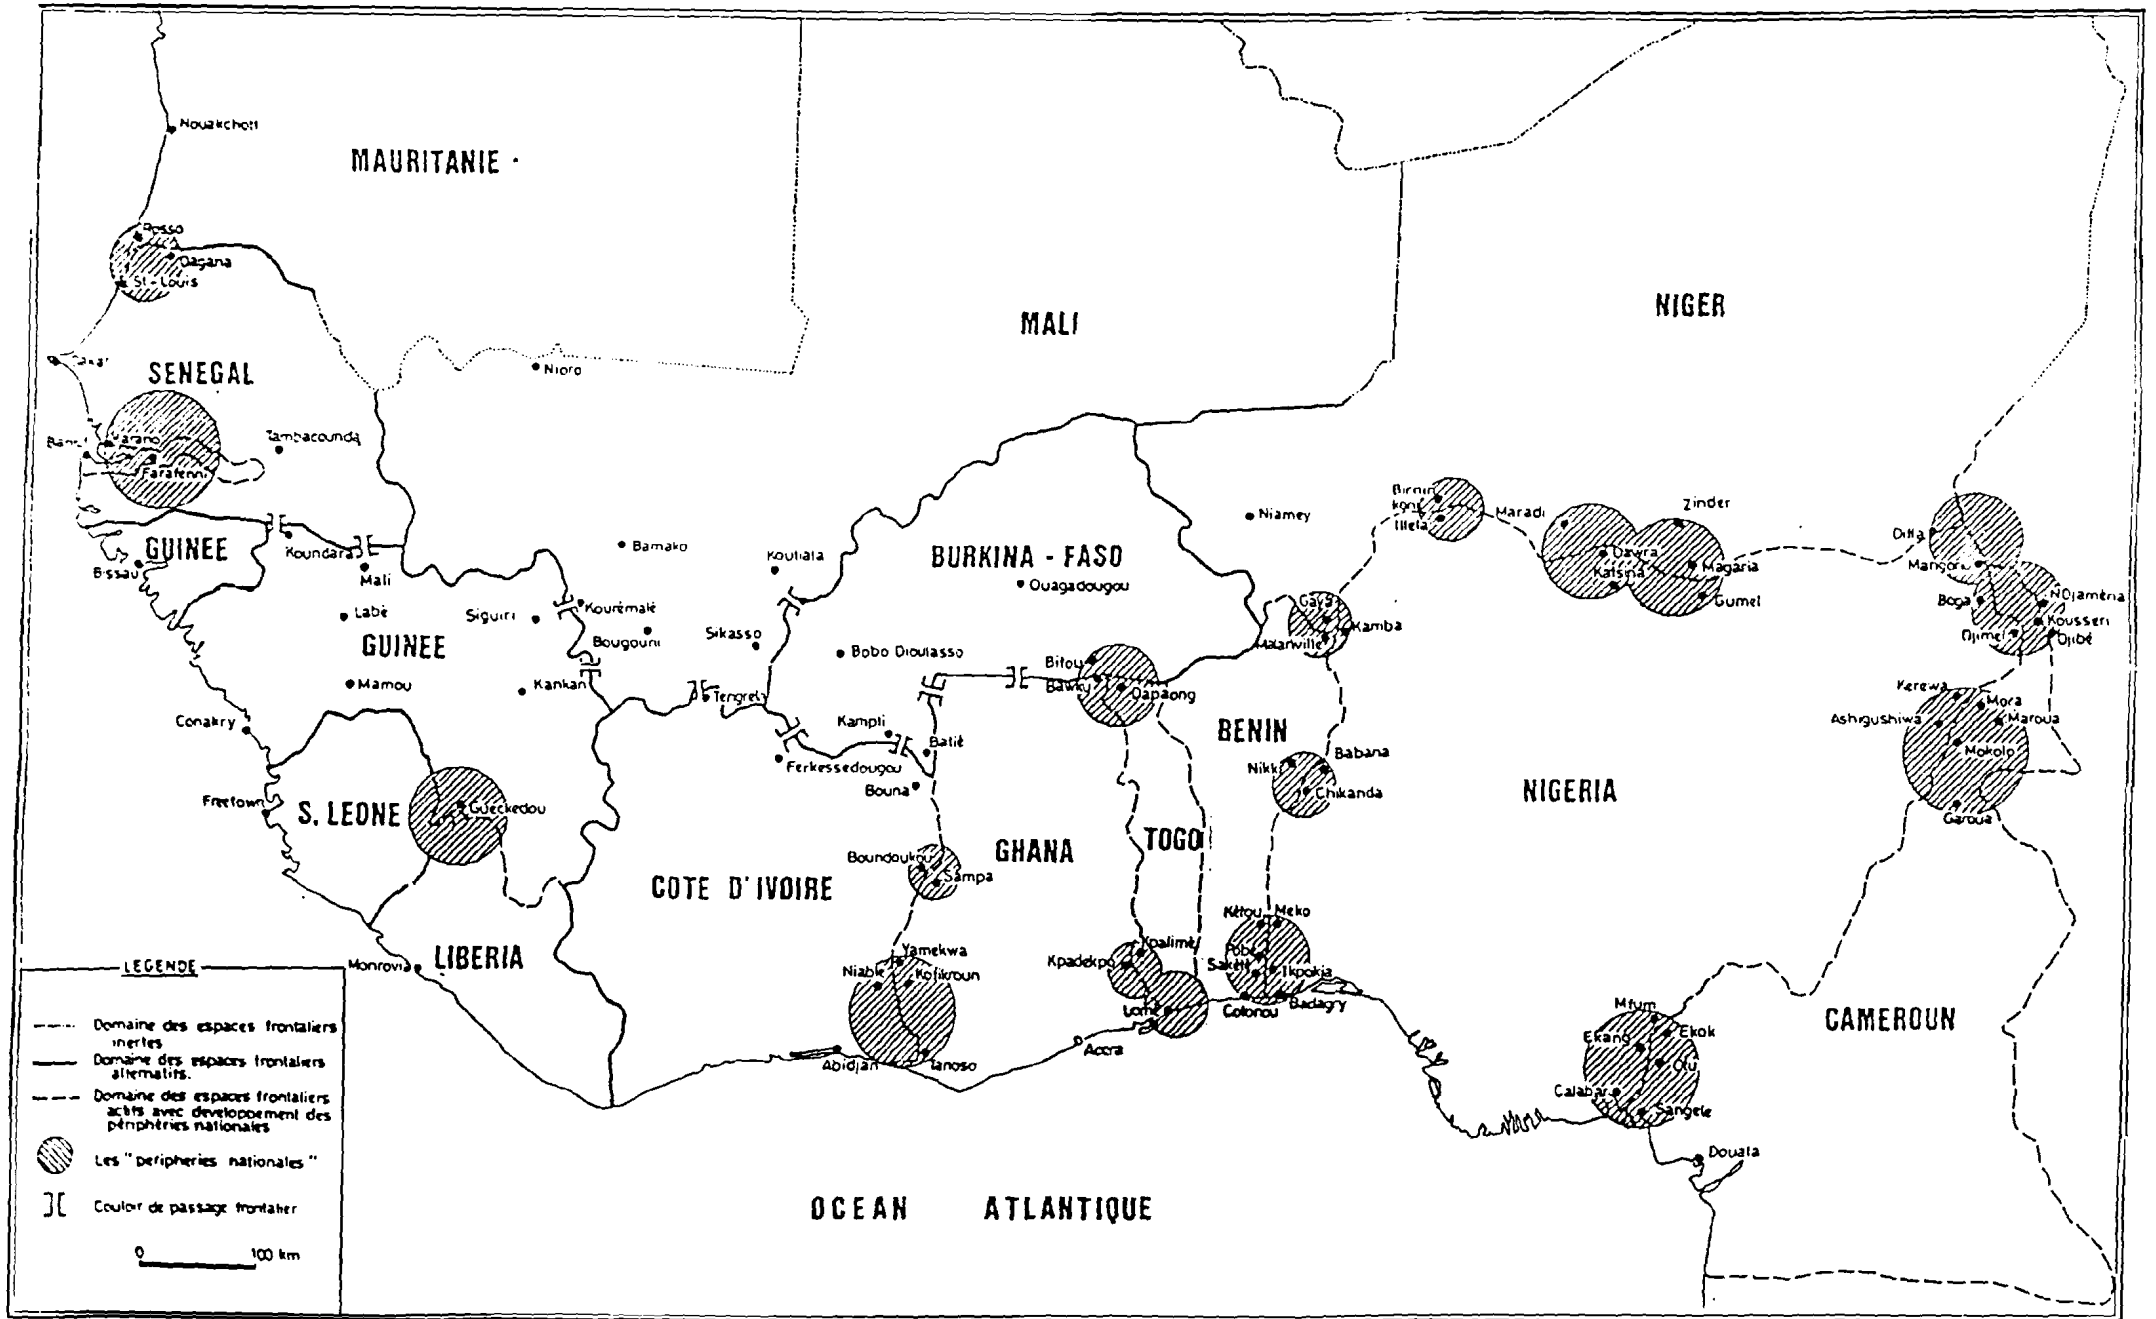 Nouakchott
MAURITANIE
Rosso
Dagana
St-Louis
MALI
NIGER
Nioro
SENEGAL
Tambacounda
Farafenni
Birnin
Zinder
Maradi
Niamey
Illela
GUINEE
Koundara
Bissau
Mali
Bamako
Koutiala
BURKINA - FASO
Ouagadougou
Diffa
Dawra
Katsina
Magaria
Gumel
Boga
N'Djaména
Kousseri
Djibé
Labé
Siguiri
Kourémalé
Bougouni
Sikasso
Bobo Dioulasso
Gaya
Kamba
Malanville
GUINEE
Mamou
Kankan
Tengrela
Bitou
Bawky
Dapaong
Kerewa
Mora
Ashigushiwa
Maroua
Mokolo
Conakry
Kampli
Batié
BENIN
Ferkessedougou
Bouna
Nikki
Babana
Chikanda
NIGERIA
Garoua
Freetown
S. LEONE
Gueckedou
GHANA
TOGO
Boundoukou
Sampa
COTE D'IVOIRE
Kétou
Meko
Pobé
Sakété
Ikpokia
Cotonou
Badagry
Kpalimé
Kpadekpo
Lomé
Yamekwa
Niablé
Kofikroun
Monrovia
LIBERIA
Abidjan
Tanoso
Accra
Mfum
Ekok
Ekang
Calabar
Sangele
CAMEROUN
Douala
OCEAN ATLANTIQUE
LEGENDE
Domaine des espaces frontaliers
inertes
Domaine des espaces frontaliers
alternatifs.
Domaine des espaces frontaliers
actifs avec developpement des
périphéries nationales
Les "peripheries nationales"
Couloir de passage frontalier
0 100 km